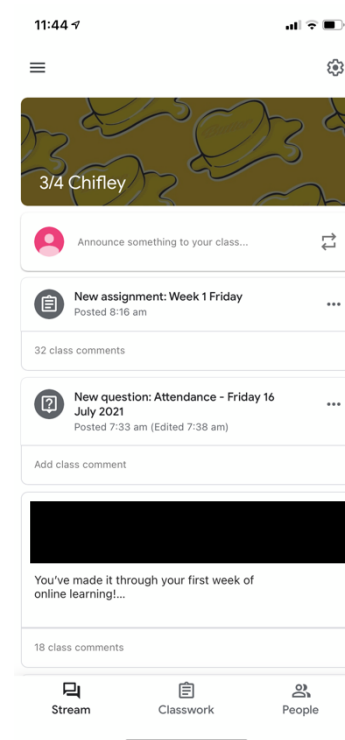 11:44
3/4 Chifley
Announce something to your class...
New assignment: Week 1 Friday
Posted 8:16 am
32 class comments
New question: Attendance - Friday 16
July 2021
Posted 7:33 am (Edited 7:38 am)
Add class comment
You've made it through your first week of
online learning!...
18 class comments
Stream
Classwork
People